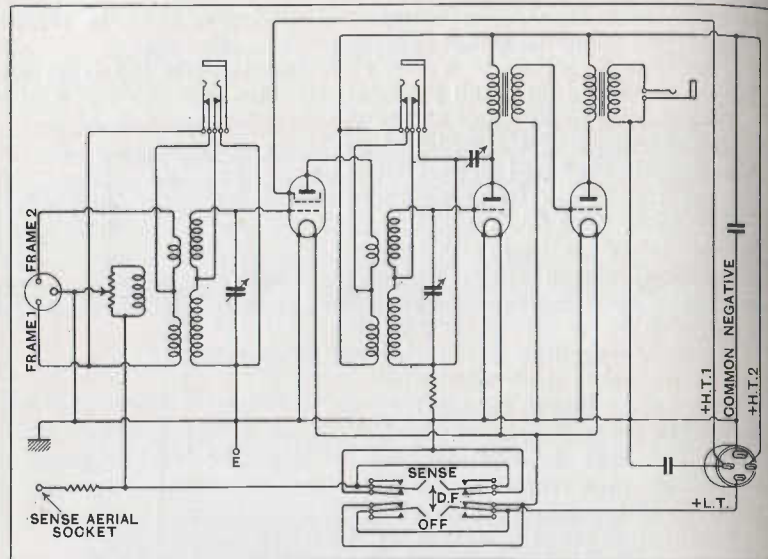 FRAME 2
FRAME 1
E
SENSE AERIAL
SOCKET
SENSE
D.F.
OFF
+H.T.1
COMMON NEGATIVE
+H.T.2
+L.T.